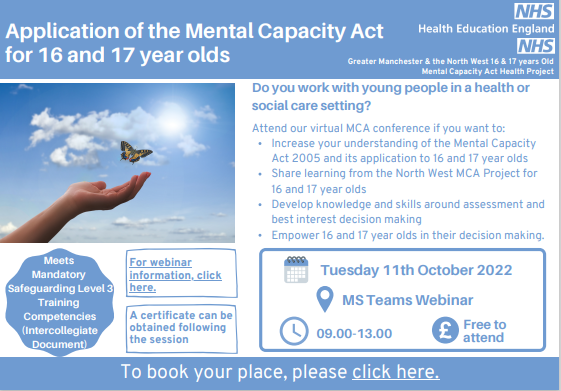 Application of the Mental Capacity Act
for 16 and 17 year olds
NHS
Health Education England
NHS
Greater Manchester & the North West 16 & 17 years Old
Mental Capacity Act Health Project
Do you work with young people in a health or
social care setting?
Attend our virtual MCA conference if you want to:
• Increase your understanding of the Mental Capacity
Act 2005 and its application to 16 and 17 year olds
• Share learning from the North West MCA Project for
16 and 17 year olds
• Develop knowledge and skills around assessment and
best interest decision making
• Empower 16 and 17 year olds in their decision making.
Meets
Mandatory
Safeguarding Level 3
Training
Competencies
(Intercollegiate
Document)
For webinar
information, click
here.
A certificate can be
obtained following
the session
Tuesday 11th October 2022
MS Teams Webinar
09.00-13.00
£
Free to
attend
To book your place, please click here.